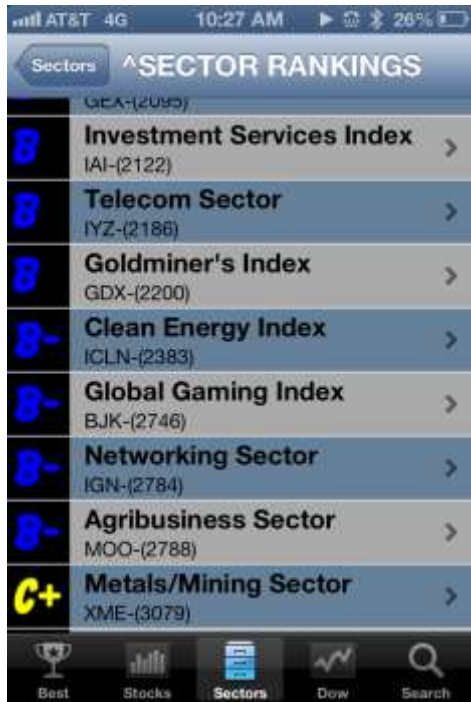 AT&T 4G 10:27 AM 26%
Sectors ^SECTOR RANKINGS
GEX-(2095)
B Investment Services Index
IAI-(2122)
B Telecom Sector
IYZ-(2186)
B Goldminer's Index
GDX-(2200)
B- Clean Energy Index
ICLN-(2383)
B- Global Gaming Index
BJK-(2746)
B- Networking Sector
IGN-(2784)
B- Agribusiness Sector
MOO-(2788)
C+ Metals/Mining Sector
XME-(3079)
Best Stocks Sectors Dow Search